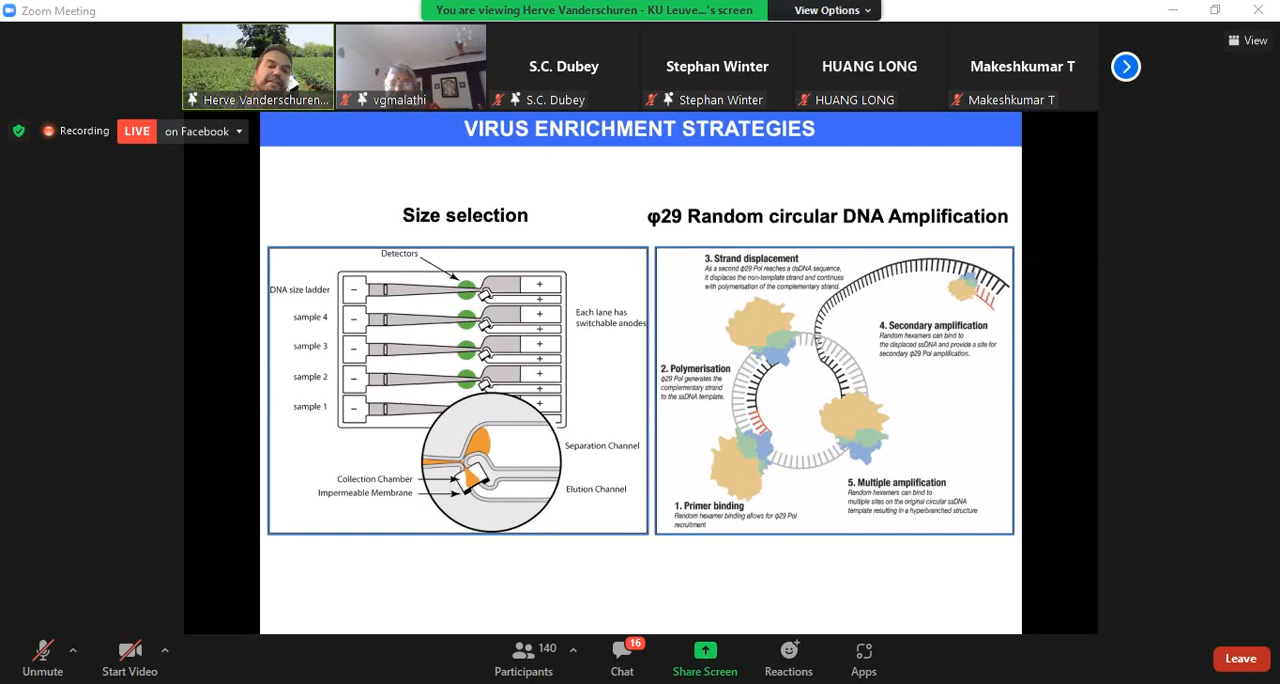 Zoom Meeting
You are viewing Herve Vanderschuren - KU Leuve...'s screen
View Options
View
S.C. Dubey
Stephan Winter
HUANG LONG
Makeshkumar T
Herve Vanderschuren...
vgmalathi
S.C. Dubey
Stephan Winter
HUANG LONG
Makeshkumar T
Recording
LIVE
on Facebook
VIRUS ENRICHMENT STRATEGIES
Size selection
Detectors
DNA size ladder
sample 4
sample 3
sample 2
sample 1
Each lane has
switchable anodes
Separation Channel
Collection Chamber
Impermeable Membrane
Elution Channel
φ29 Random circular DNA Amplification
3. Strand displacement
As a second φ29 Pol reaches a dsDNA sequence,
it displaces the non-template strand and continues
with polymerisation of the complementary strand.
4. Secondary amplification
Random hexamers can bind to
the displaced ssDNA and provide a site for
secondary φ29 Pol amplification.
2. Polymerisation
φ29 Pol generates the
complementary strand
to the ssDNA template.
5. Multiple amplification
Random hexamers can bind to
multiple sites on the original circular ssDNA
template resulting in a hyperbranched structure
1. Primer binding
Random hexamer binding allows for φ29 Pol
recruitment
Unmute
Start Video
140
Participants
16
Chat
Share Screen
Reactions
Apps
Leave